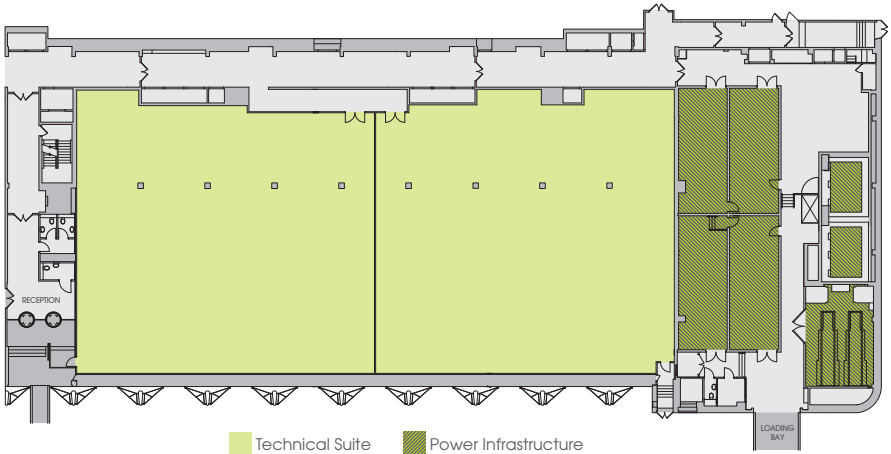 RECEPTION
LOADING
BAY
Technical Suite
Power Infrastructure